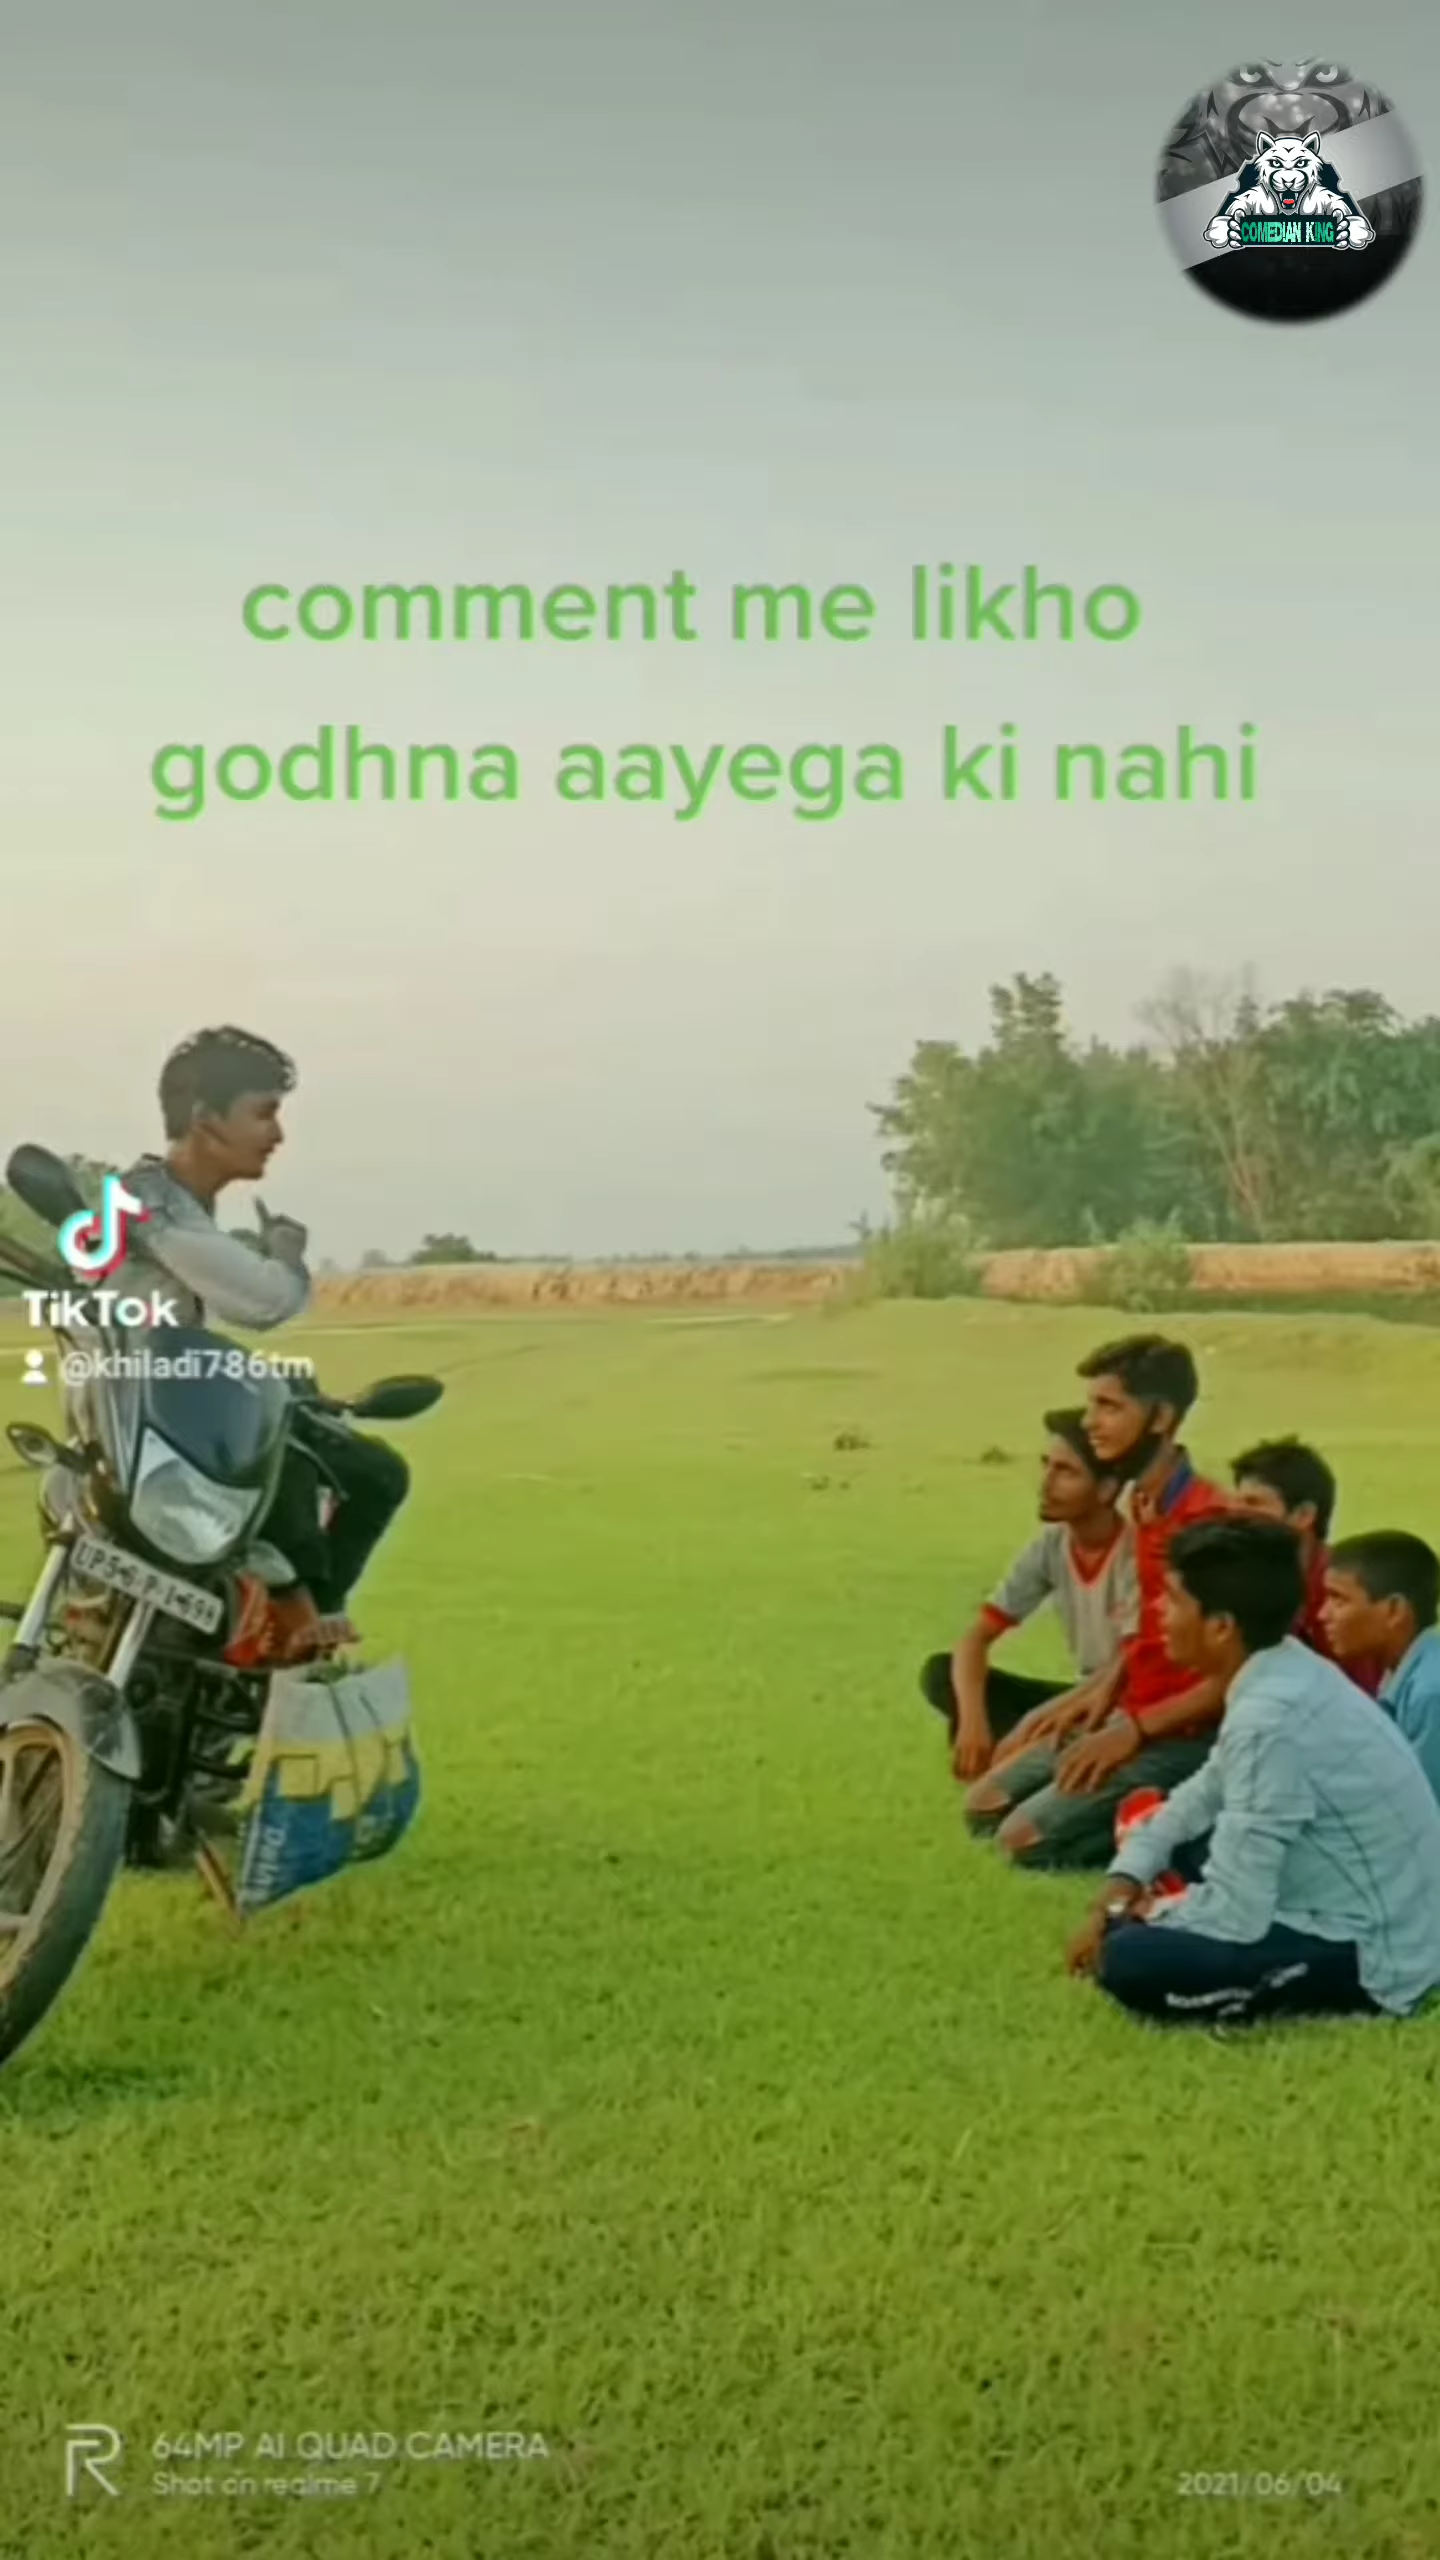 COMEDIAN KING
comment me likho
godhna aayega ki nahi
TikTok
@khiladi786tm
64MP AI QUAD CAMERA
Shot on realme 7
2021/06/04